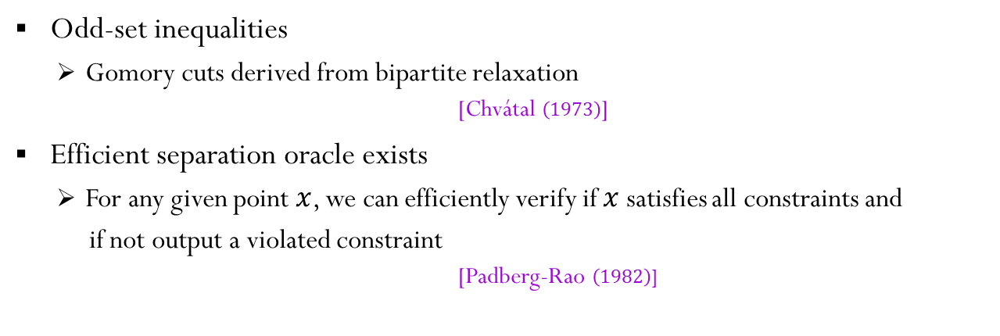 ▪ Odd-set inequalities
➢ Gomory cuts derived from bipartite relaxation
[Chvátal (1973)]
▪ Efficient separation oracle exists
➢ For any given point 𝑥, we can efficiently verify if 𝑥 satisfies all constraints and
if not output a violated constraint
[Padberg-Rao (1982)]